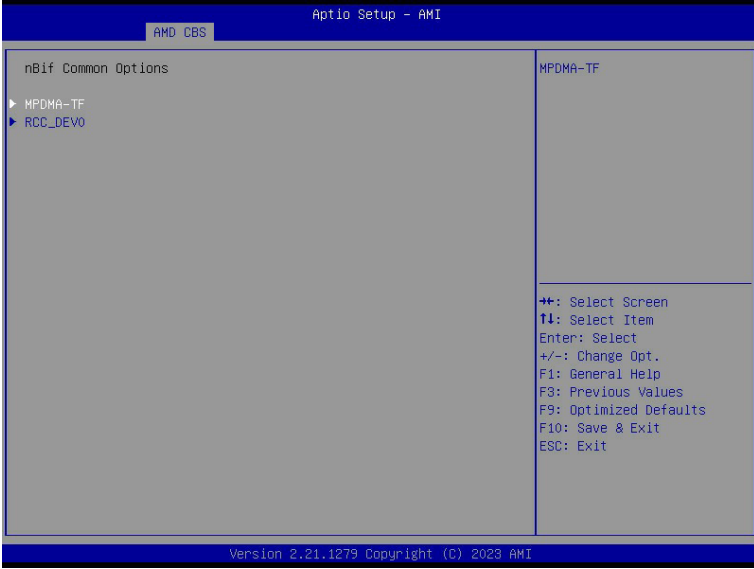 Aptio Setup – AMI
AMD CBS
nBif Common Options
MPDMA-TF
RCC_DEV0
MPDMA-TF
→←: Select Screen
↑↓: Select Item
Enter: Select
+/-: Change Opt.
F1: General Help
F3: Previous Values
F9: Optimized Defaults
F10: Save & Exit
ESC: Exit
Version 2.21.1279 Copyright (C) 2023 AMI